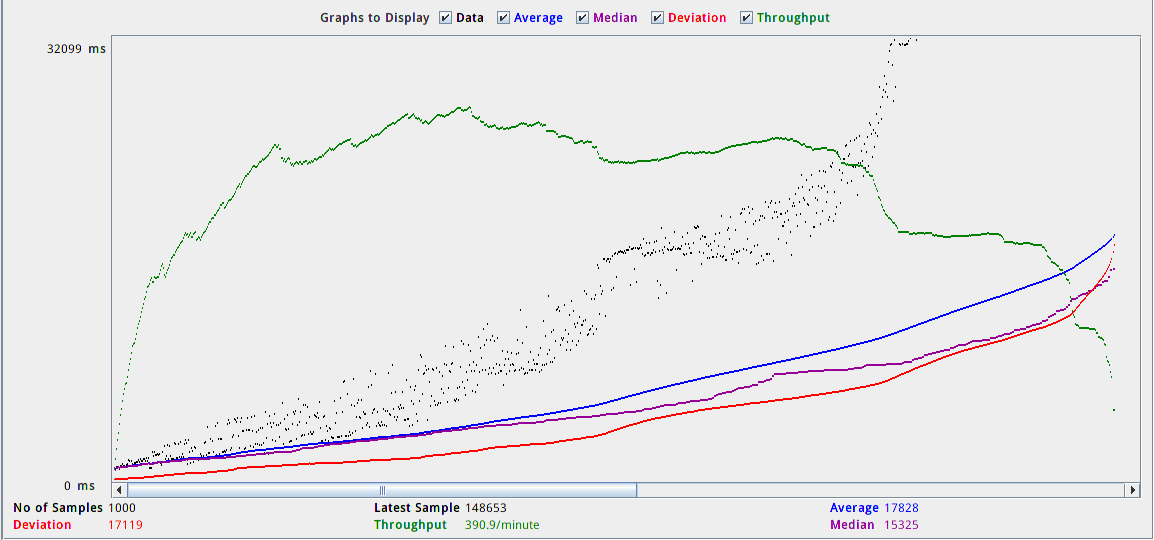 Graphs to Display Data Average Median Deviation Throughput
32099 ms
0 ms
No of Samples 1000 Latest Sample 148653 Average 17828
Deviation 17119 Throughput 390.9/minute Median 15325